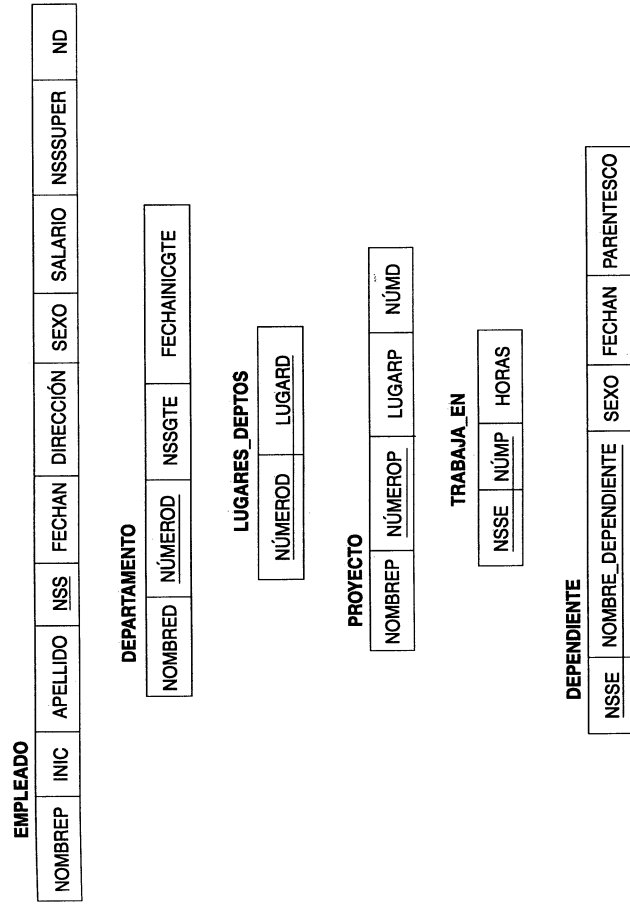 EMPLEADO
NOMBREP INIC APELLIDO NSS FECHAN DIRECCIÓN SEXO SALARIO NSSSUPER ND
DEPARTAMENTO
NOMBRED NÚMEROD NSSGTE FECHAINICGTE
LUGARES_DEPTOS
NÚMEROD LUGARD
PROYECTO
NOMBREP NÚMEROP LUGARP NÚMD
TRABAJA_EN
NSSE NÚMP HORAS
DEPENDIENTE
NSSE NOMBRE_DEPENDIENTE SEXO FECHAN PARENTESCO